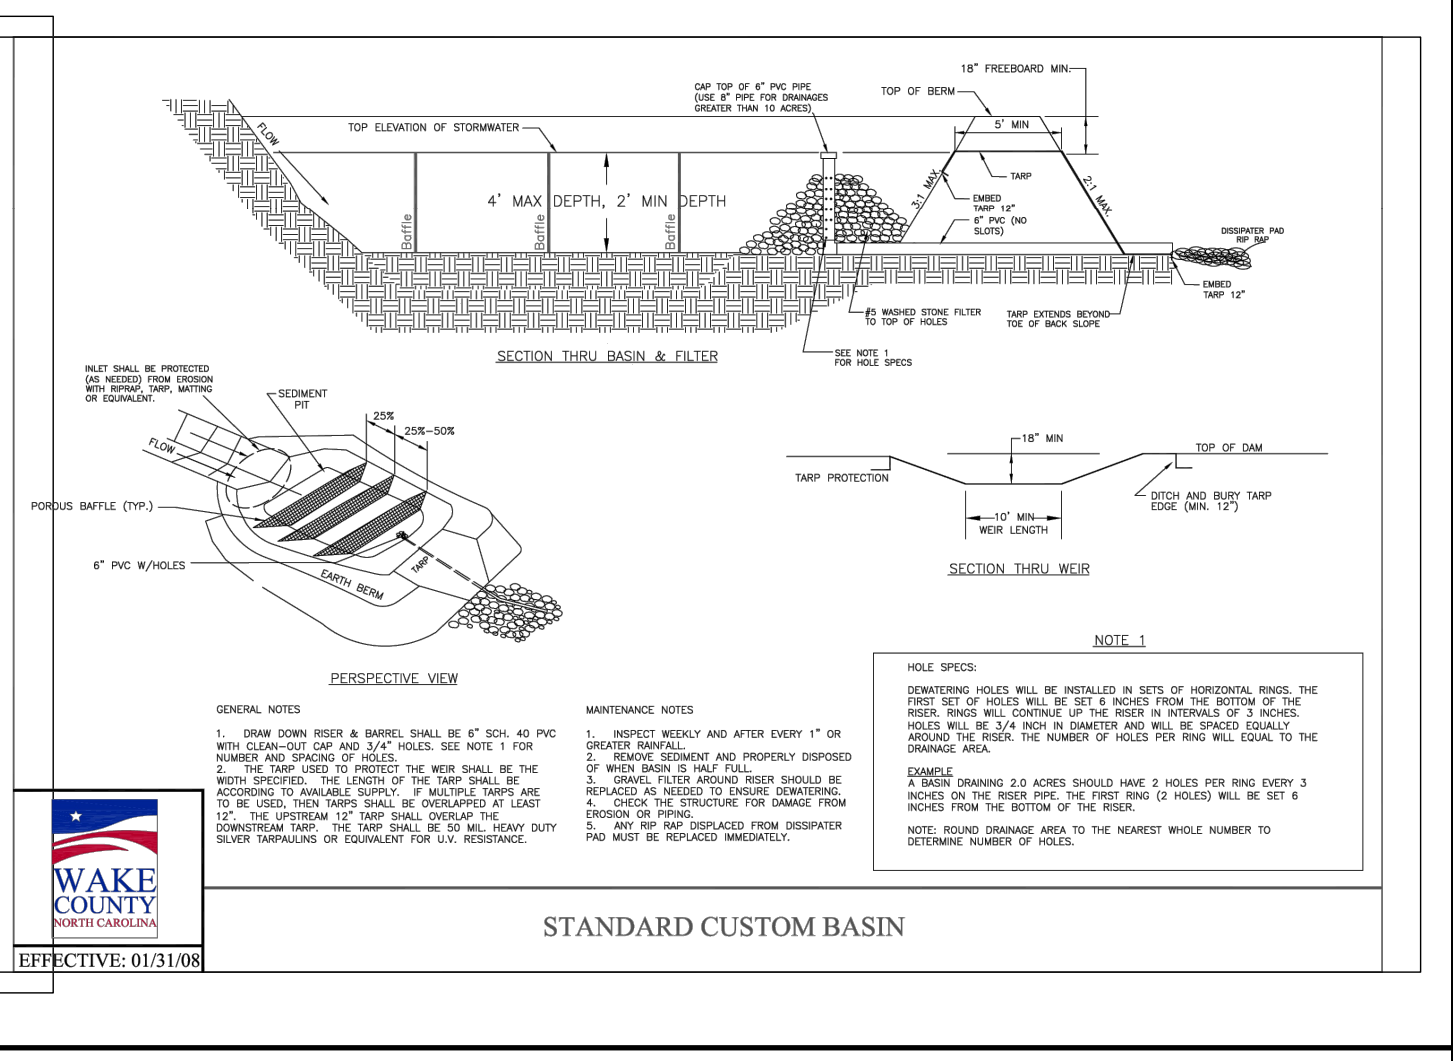 18" FREEBOARD MIN.
CAP TOP OF 6" PVC PIPE
(USE 8" PIPE FOR DRAINAGES
GREATER THAN 10 ACRES)
TOP OF BERM
FLOW
TOP ELEVATION OF STORMWATER
5' MIN
TARP
3:1 MAX.
2:1 MAX.
EMBED
TARP 12"
6" PVC (NO
SLOTS)
4' MAX DEPTH, 2' MIN DEPTH
Baffle
Baffle
Baffle
DISSIPATER PAD
RIP RAP
EMBED
TARP 12"
#5 WASHED STONE FILTER
TO TOP OF HOLES
TARP EXTENDS BEYOND
TOE OF BACK SLOPE
SEE NOTE 1
FOR HOLE SPECS
SECTION THRU BASIN & FILTER
INLET SHALL BE PROTECTED
(AS NEEDED) FROM EROSION
WITH RIPRAP, TARP, MATTING
OR EQUIVALENT.
SEDIMENT
PIT
25%
25%-50%
FLOW
POROUS BAFFLE (TYP.)
6" PVC W/HOLES
EARTH BERM
TARP
PERSPECTIVE VIEW
18" MIN
TOP OF DAM
TARP PROTECTION
DITCH AND BURY TARP
EDGE (MIN. 12")
10' MIN
WEIR LENGTH
SECTION THRU WEIR
NOTE 1
HOLE SPECS:
DEWATERING HOLES WILL BE INSTALLED IN SETS OF HORIZONTAL RINGS. THE
FIRST SET OF HOLES WILL BE SET 6 INCHES FROM THE BOTTOM OF THE
RISER. RINGS WILL CONTINUE UP THE RISER IN INTERVALS OF 3 INCHES.
HOLES WILL BE 3/4 INCH IN DIAMETER AND WILL BE SPACED EQUALLY
AROUND THE RISER. THE NUMBER OF HOLES PER RING WILL EQUAL TO THE
DRAINAGE AREA.
EXAMPLE
A BASIN DRAINING 2.0 ACRES SHOULD HAVE 2 HOLES PER RING EVERY 3
INCHES ON THE RISER PIPE. THE FIRST RING (2 HOLES) WILL BE SET 6
INCHES FROM THE BOTTOM OF THE RISER.
NOTE: ROUND DRAINAGE AREA TO THE NEAREST WHOLE NUMBER TO
DETERMINE NUMBER OF HOLES.
GENERAL NOTES
1. DRAW DOWN RISER & BARREL SHALL BE 6" SCH. 40 PVC
WITH CLEAN-OUT CAP AND 3/4" HOLES. SEE NOTE 1 FOR
NUMBER AND SPACING OF HOLES.
2. THE TARP USED TO PROTECT THE WEIR SHALL BE THE
WIDTH SPECIFIED. THE LENGTH OF THE TARP SHALL BE
ACCORDING TO AVAILABLE SUPPLY. IF MULTIPLE TARPS ARE
TO BE USED, THEN TARPS SHALL BE OVERLAPPED AT LEAST
12". THE UPSTREAM 12" TARP SHALL OVERLAP THE
DOWNSTREAM TARP. THE TARP SHALL BE 50 MIL. HEAVY DUTY
SILVER TARPAULINS OR EQUIVALENT FOR U.V. RESISTANCE.
MAINTENANCE NOTES
1. INSPECT WEEKLY AND AFTER EVERY 1" OR
GREATER RAINFALL.
2. REMOVE SEDIMENT AND PROPERLY DISPOSED
OF WHEN BASIN IS HALF FULL.
3. GRAVEL FILTER AROUND RISER SHOULD BE
REPLACED AS NEEDED TO ENSURE DEWATERING.
4. CHECK THE STRUCTURE FOR DAMAGE FROM
EROSION OR PIPING.
5. ANY RIP RAP DISPLACED FROM DISSIPATER
PAD MUST BE REPLACED IMMEDIATELY.
WAKE
COUNTY
NORTH CAROLINA
EFFECTIVE: 01/31/08
STANDARD CUSTOM BASIN